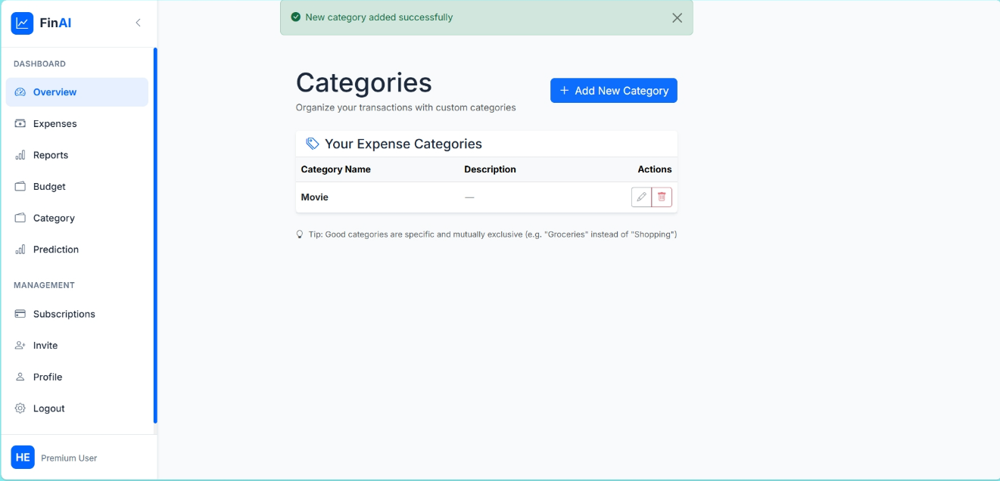 FinAI
DASHBOARD
Overview
Expenses
Reports
Budget
Category
Prediction
MANAGEMENT
Subscriptions
Invite
Profile
Logout
HE Premium User
New category added successfully
Categories
Organize your transactions with custom categories
+ Add New Category
Your Expense Categories
Category Name Description Actions
Movie —
Tip: Good categories are specific and mutually exclusive (e.g. "Groceries" instead of "Shopping")